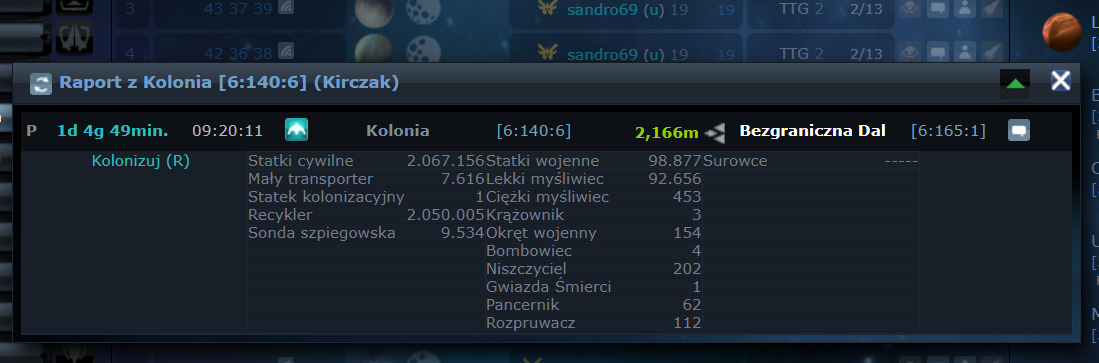 3 43 37 39 sandro69 (u) 19 19 TTG 2 2/13
4 42 36 38 sandro69 (u) 19 19 TTG 2 2/13
Raport z Kolonia [6:140:6] (Kirczak)
P 1d 4g 49min. 09:20:11 Kolonia [6:140:6] 2,166m Bezgraniczna Dal [6:165:1]
Kolonizuj (R) Statki cywilne 2.067.156 Statki wojenne 98.877 Surowce -----
Mały transporter 7.616 Lekki myśliwiec 92.656
Statek kolonizacyjny 1 Ciężki myśliwiec 453
Recykler 2.050.005 Krążownik 3
Sonda szpiegowska 9.534 Okręt wojenny 154
Bombowiec 4
Niszczyciel 202
Gwiazda Śmierci 1
Pancernik 62
Rozpruwacz 112